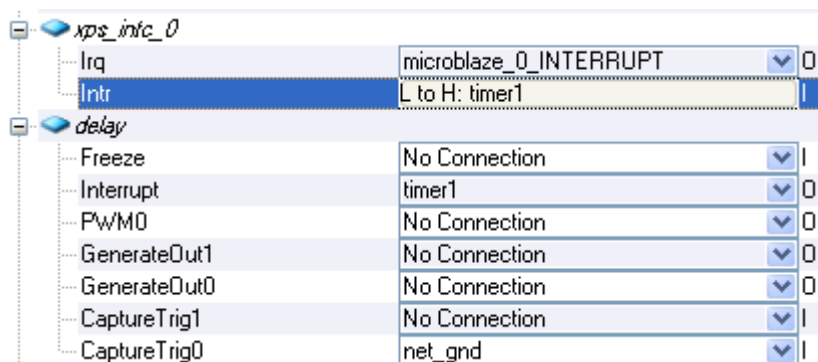 xps_intc_0
Irq microblaze_0_INTERRUPT O
Intr L to H: timer1 I
delay
Freeze No Connection I
Interrupt timer1 O
PWM0 No Connection O
GenerateOut1 No Connection O
GenerateOut0 No Connection O
CaptureTrig1 No Connection I
CaptureTrig0 net_gnd I